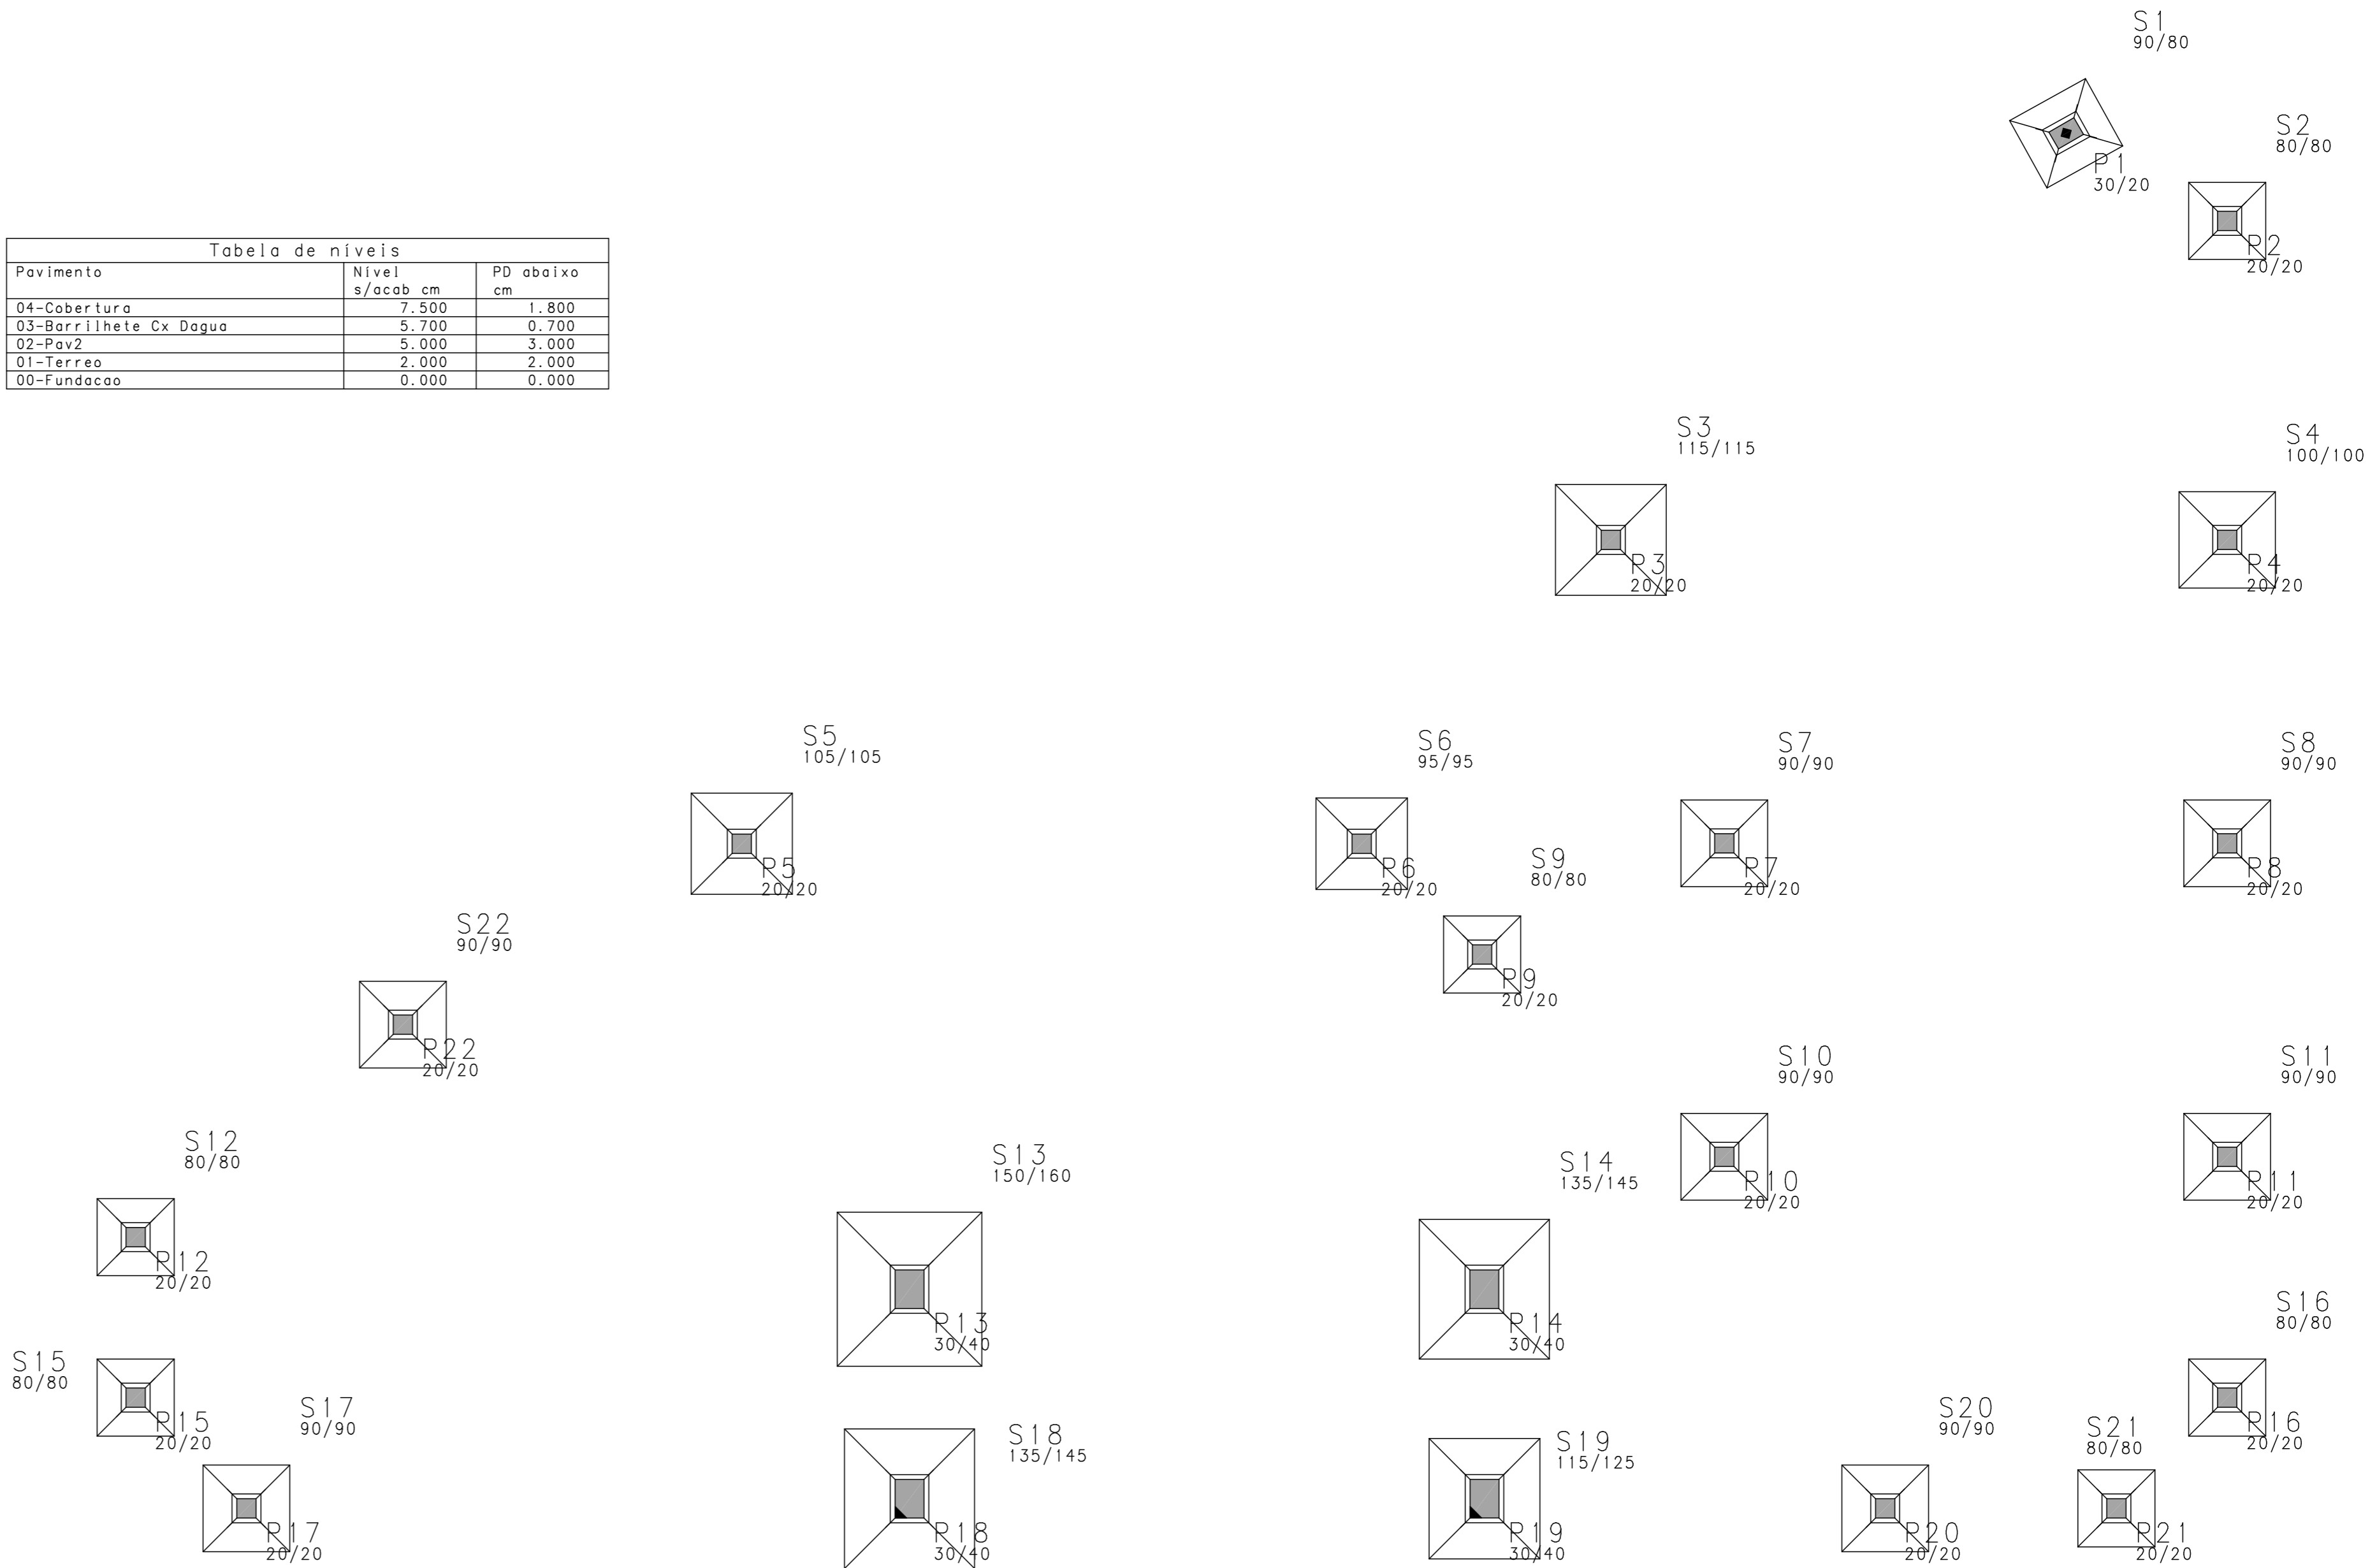 S1
90/80
S2
80/80
P1
30/20
P2
20/20
Tabela de níveis
Pavimento Nível s/acab cm PD abaixo cm
04-Cobertura 7.500 1.800
03-Barrilhete Cx Dagua 5.700 0.700
02-Pav2 5.000 3.000
01-Terreo 2.000 2.000
00-Fundacao 0.000 0.000
S3
115/115
S4
100/100
P3
20/20
P4
20/20
S5
105/105
S6
95/95
S7
90/90
S8
90/90
P5
20/20
P6
20/20
S9
80/80
P7
20/20
P8
20/20
S22
90/90
P9
20/20
P22
20/20
S10
90/90
S11
90/90
S12
80/80
S13
150/160
S14
135/145
P10
20/20
P11
20/20
P12
20/20
P13
30/40
P14
30/40
S16
80/80
S15
80/80
P15
20/20
S17
90/90
S18
135/145
S19
115/125
S20
90/90
S21
80/80
P16
20/20
P17
20/20
P18
30/40
P19
30/40
P20
20/20
P21
20/20